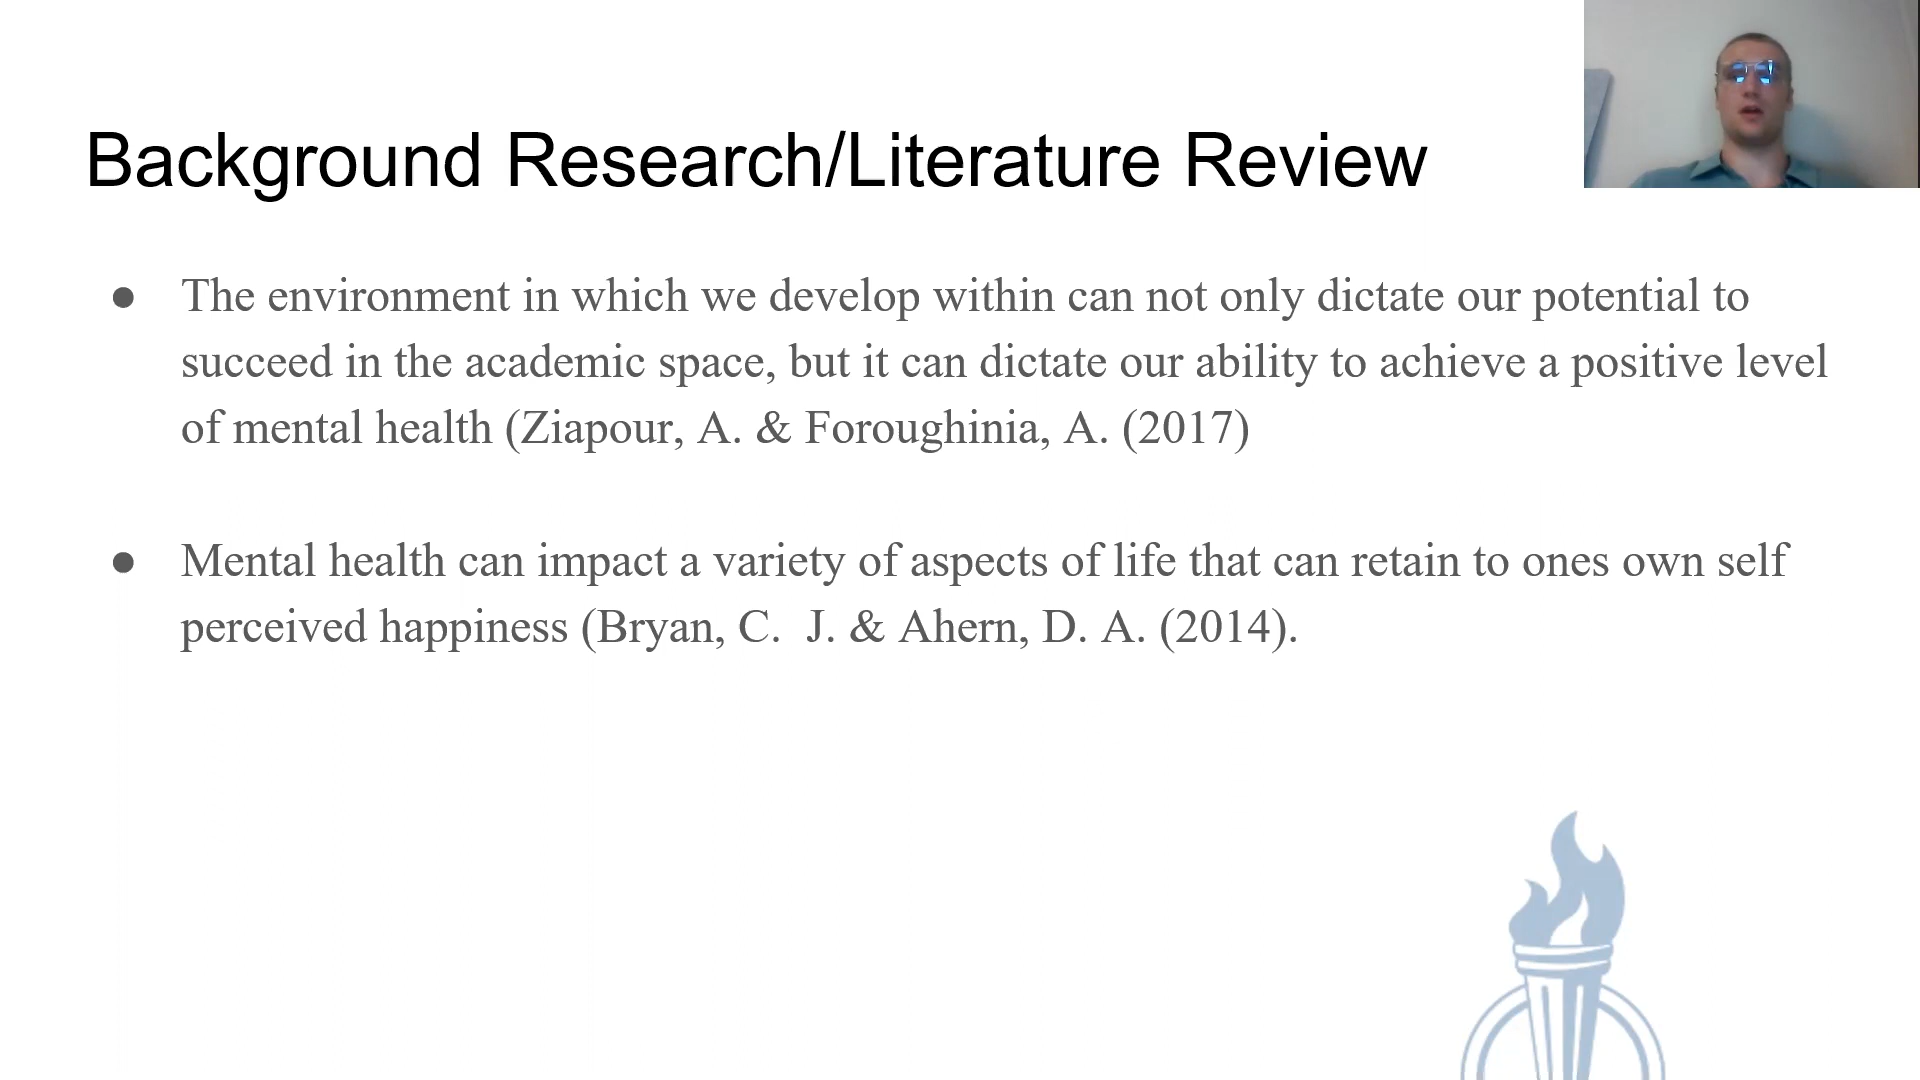 Background Research/Literature Review
● The environment in which we develop within can not only dictate our potential to
succeed in the academic space, but it can dictate our ability to achieve a positive level
of mental health (Ziapour, A. & Foroughinia, A. (2017)
● Mental health can impact a variety of aspects of life that can retain to ones own self
perceived happiness (Bryan, C.  J. & Ahern, D. A. (2014).